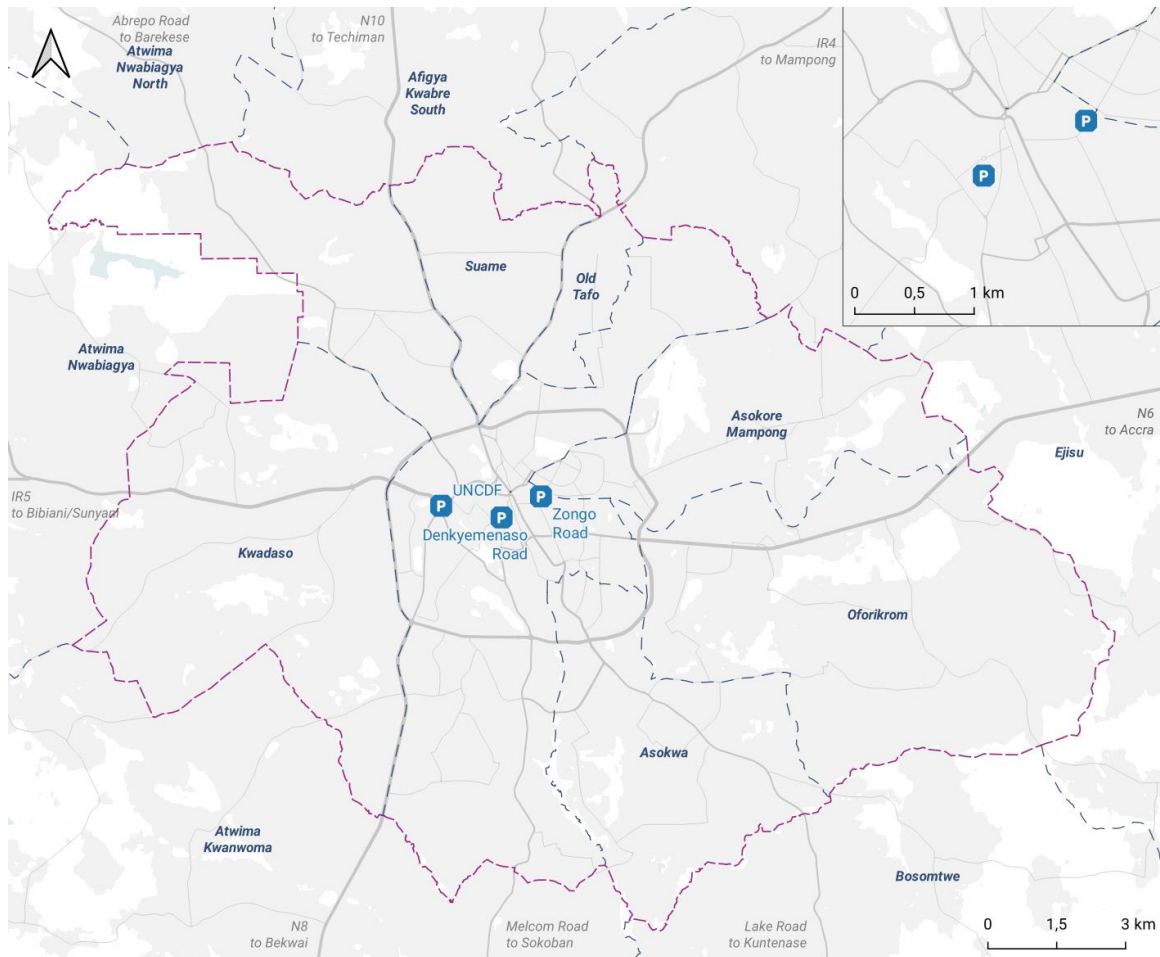 Abrepo Road
to Barekese
Atwima
Nwabiagya
North
N10
to Techiman
Afigya
Kwabre
South
IR4
to Mampong
P
P
0 0,5 1 km
Suame
Old
Tafo
Atwima
Nwabiagya
Asokore
Mampong
N6
to Accra
Ejisu
IR5
to Bibiani/Sunyani
UNCDF
P
P
P
Zongo
Road
Denkyemenaso
Road
Kwadaso
Oforikrom
Asokwa
Atwima
Kwanwoma
Bosomtwe
N8
to Bekwai
Melcom Road
to Sokoban
Lake Road
to Kuntenase
0 1,5 3 km